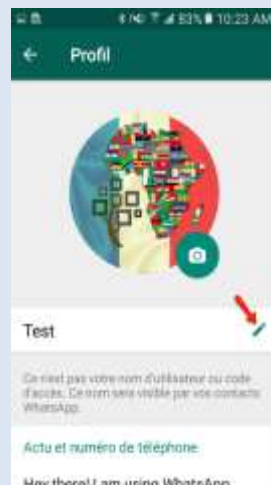 83% 10:23 AM
Profil
Test
Ce n'est pas votre nom d'utilisateur ou code
d'accès. Ce nom sera visible par vos contacts
WhatsApp.
Actu et numéro de téléphone
Hey there! I am using WhatsApp